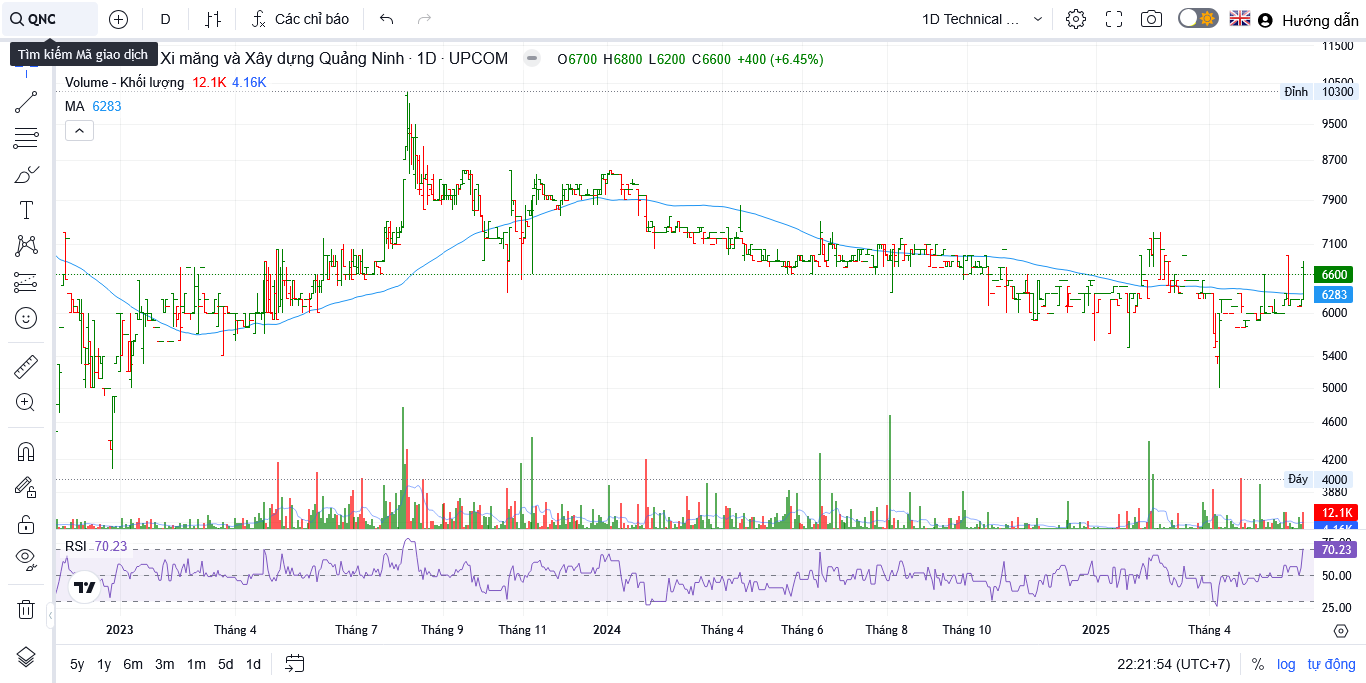 QNC D Các chỉ báo 1D Technical ... Hướng dẫn
Tìm kiếm Mã giao dịch
Xi măng và Xây dựng Quảng Ninh · 1D · UPCOM O6700 H6800 L6200 C6600 +400 (+6.45%)
Volume - Khối lượng 12.1K 4.16K
MA 6283
11500
10500
Đỉnh 10300
9500
8700
7900
7100
6600
6283
6000
5400
5000
4600
4200
Đáy 4000
3880
12.1K
4.16K
RSI 70.23
75.00
70.23
50.00
25.00
2023 Tháng 4 Tháng 7 Tháng 9 Tháng 11 2024 Tháng 4 Tháng 6 Tháng 8 Tháng 10 2025 Tháng 4
5y 1y 6m 3m 1m 5d 1d 22:21:54 (UTC+7) % log tự động